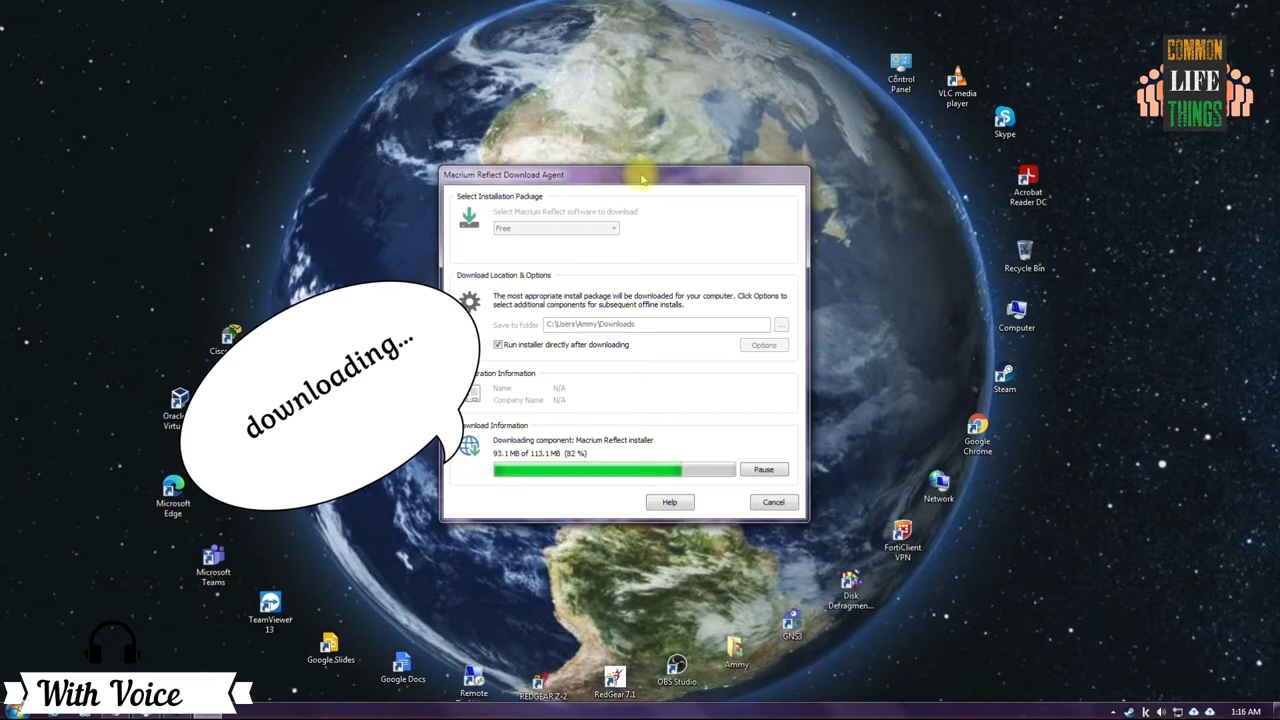 COMMON
LIFE
THINGS
Control
Panel
VLC media
player
Skype
Acrobat
Reader DC
Recycle Bin
Computer
Steam
Google
Chrome
Network
FortiClient
VPN
Disk
Defragmen...
GNS3
Ammy
OBS Studio
RedGear 7.1
REDGEAR Z-2
Remote
Google Docs
Google Slides
TeamViewer
13
Microsoft
Teams
Microsoft
Edge
Macrium Reflect Download Agent
Select Installation Package
Select Macrium Reflect software to download
Free
Download Location & Options
The most appropriate install package will be downloaded for your computer. Click Options to
select additional components for subsequent offline installs.
Save to folder
C:\Users\Ammy\Downloads
...
Run installer directly after downloading
Options
Name N/A
Company Name N/A
Information
Downloading component: Macrium Reflect installer
93.1 MB of 113.1 MB (82 %)
Pause
Help
Cancel
downloading...
With Voice
1:16 AM